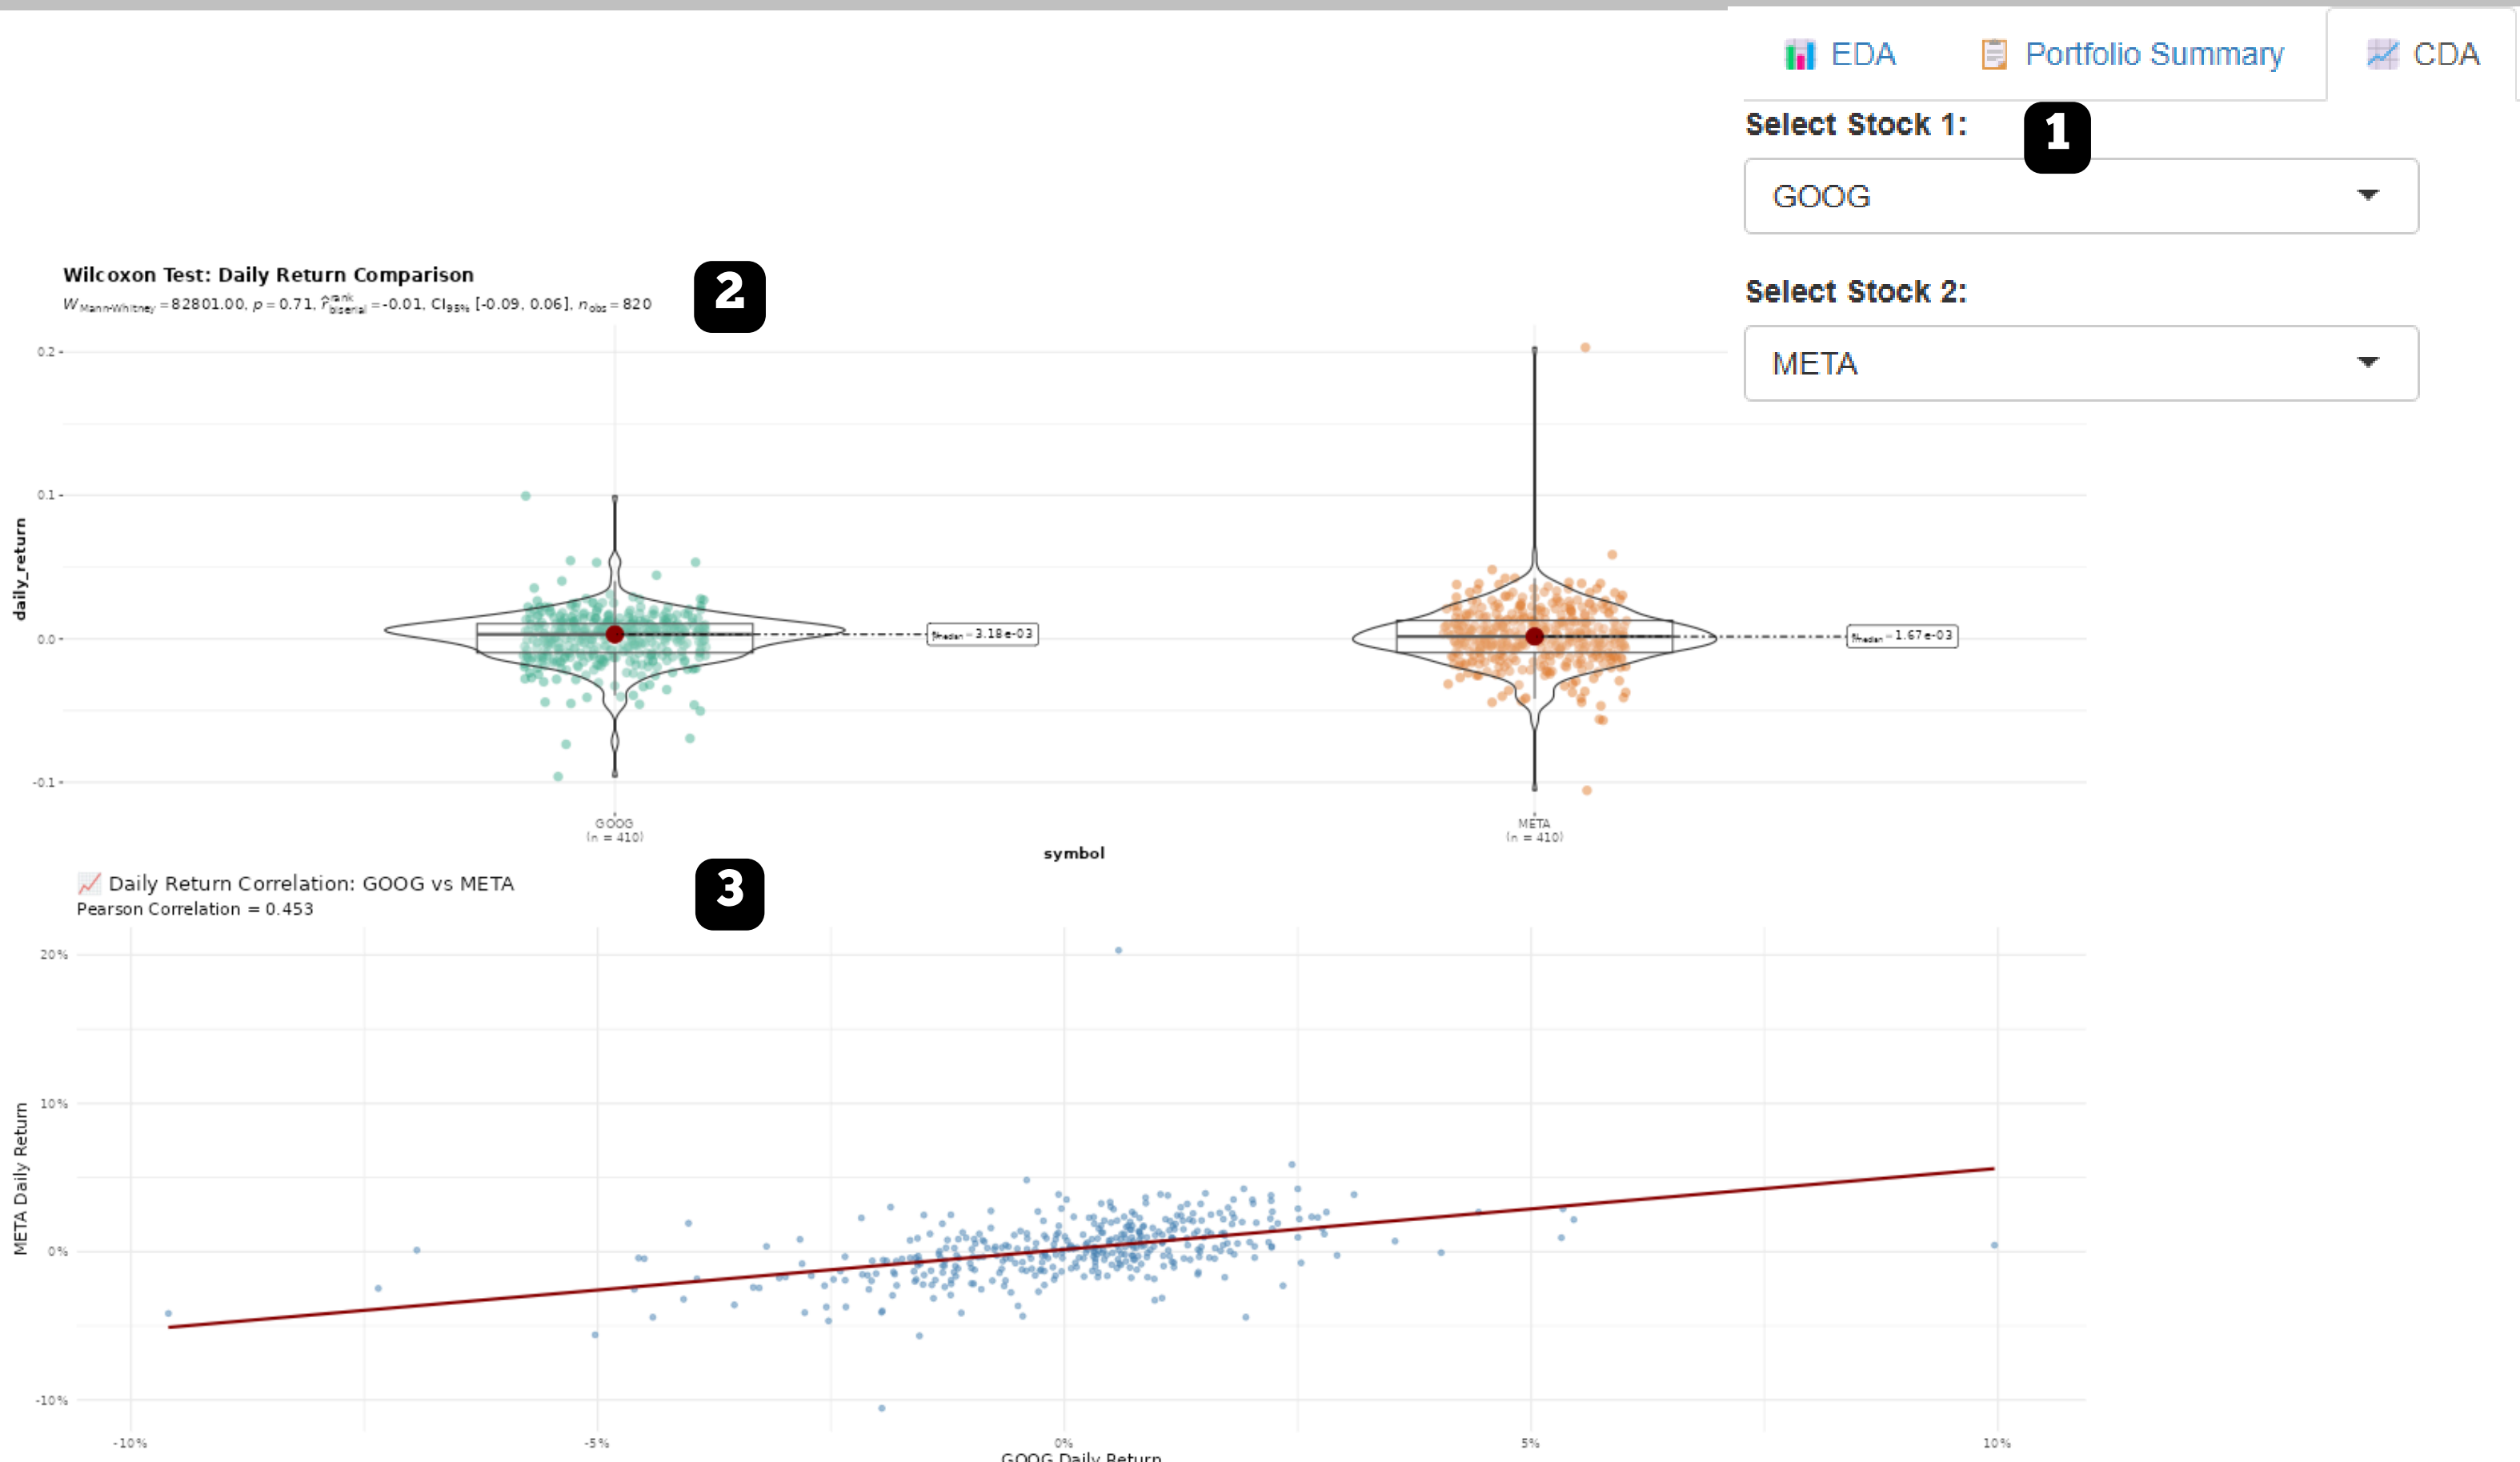 EDA
Portfolio Summary
CDA
Select Stock 1:
1
GOOG
Select Stock 2:
META
Wilcoxon Test: Daily Return Comparison
2
W Mann-Whitney = 82801.00, p = 0.71, r̂ rank biserial = -0.01, CI95% [-0.09, 0.06], nobs = 820
0.2
0.1
0.0
-0.1
daily_return
μ̂median = 3.18e-03
μ̂median = 1.67e-03
GOOG
(n = 410)
META
(n = 410)
symbol
3
Daily Return Correlation: GOOG vs META
Pearson Correlation = 0.453
20%
10%
0%
-10%
META Daily Return
-10%
-5%
0%
5%
10%
GOOG Daily Return